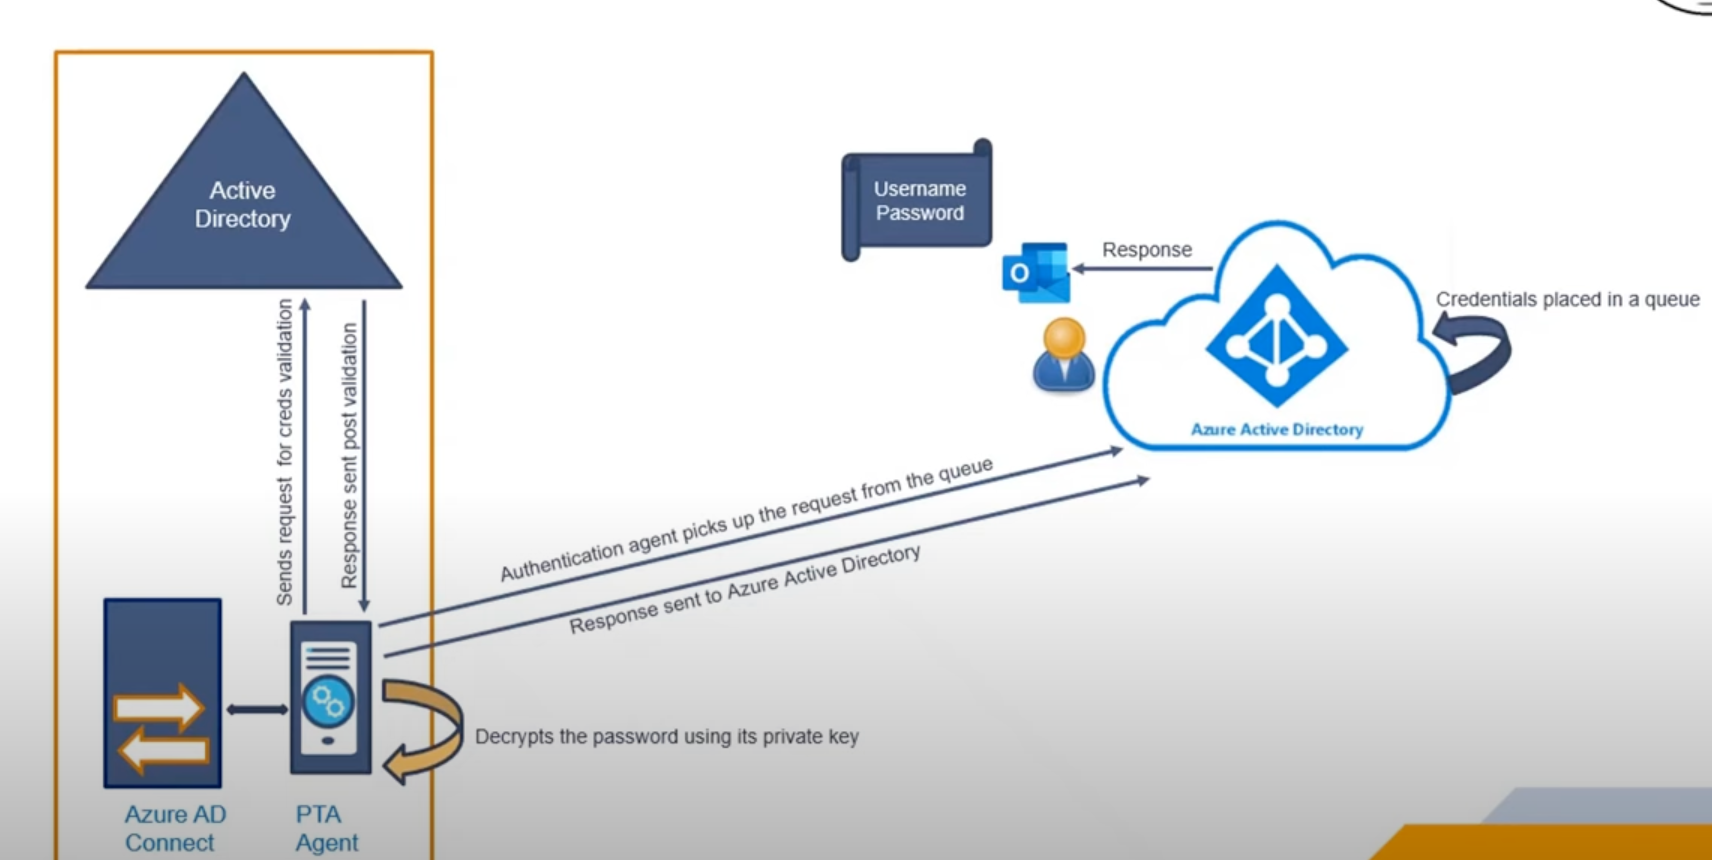 Active
Directory
Username
Password
O
Response
Credentials placed in a queue
Azure Active Directory
Sends request for creds validation
Response sent post validation
Authentication agent picks up the request from the queue
Response sent to Azure Active Directory
Decrypts the password using its private key
Azure AD
Connect
PTA
Agent